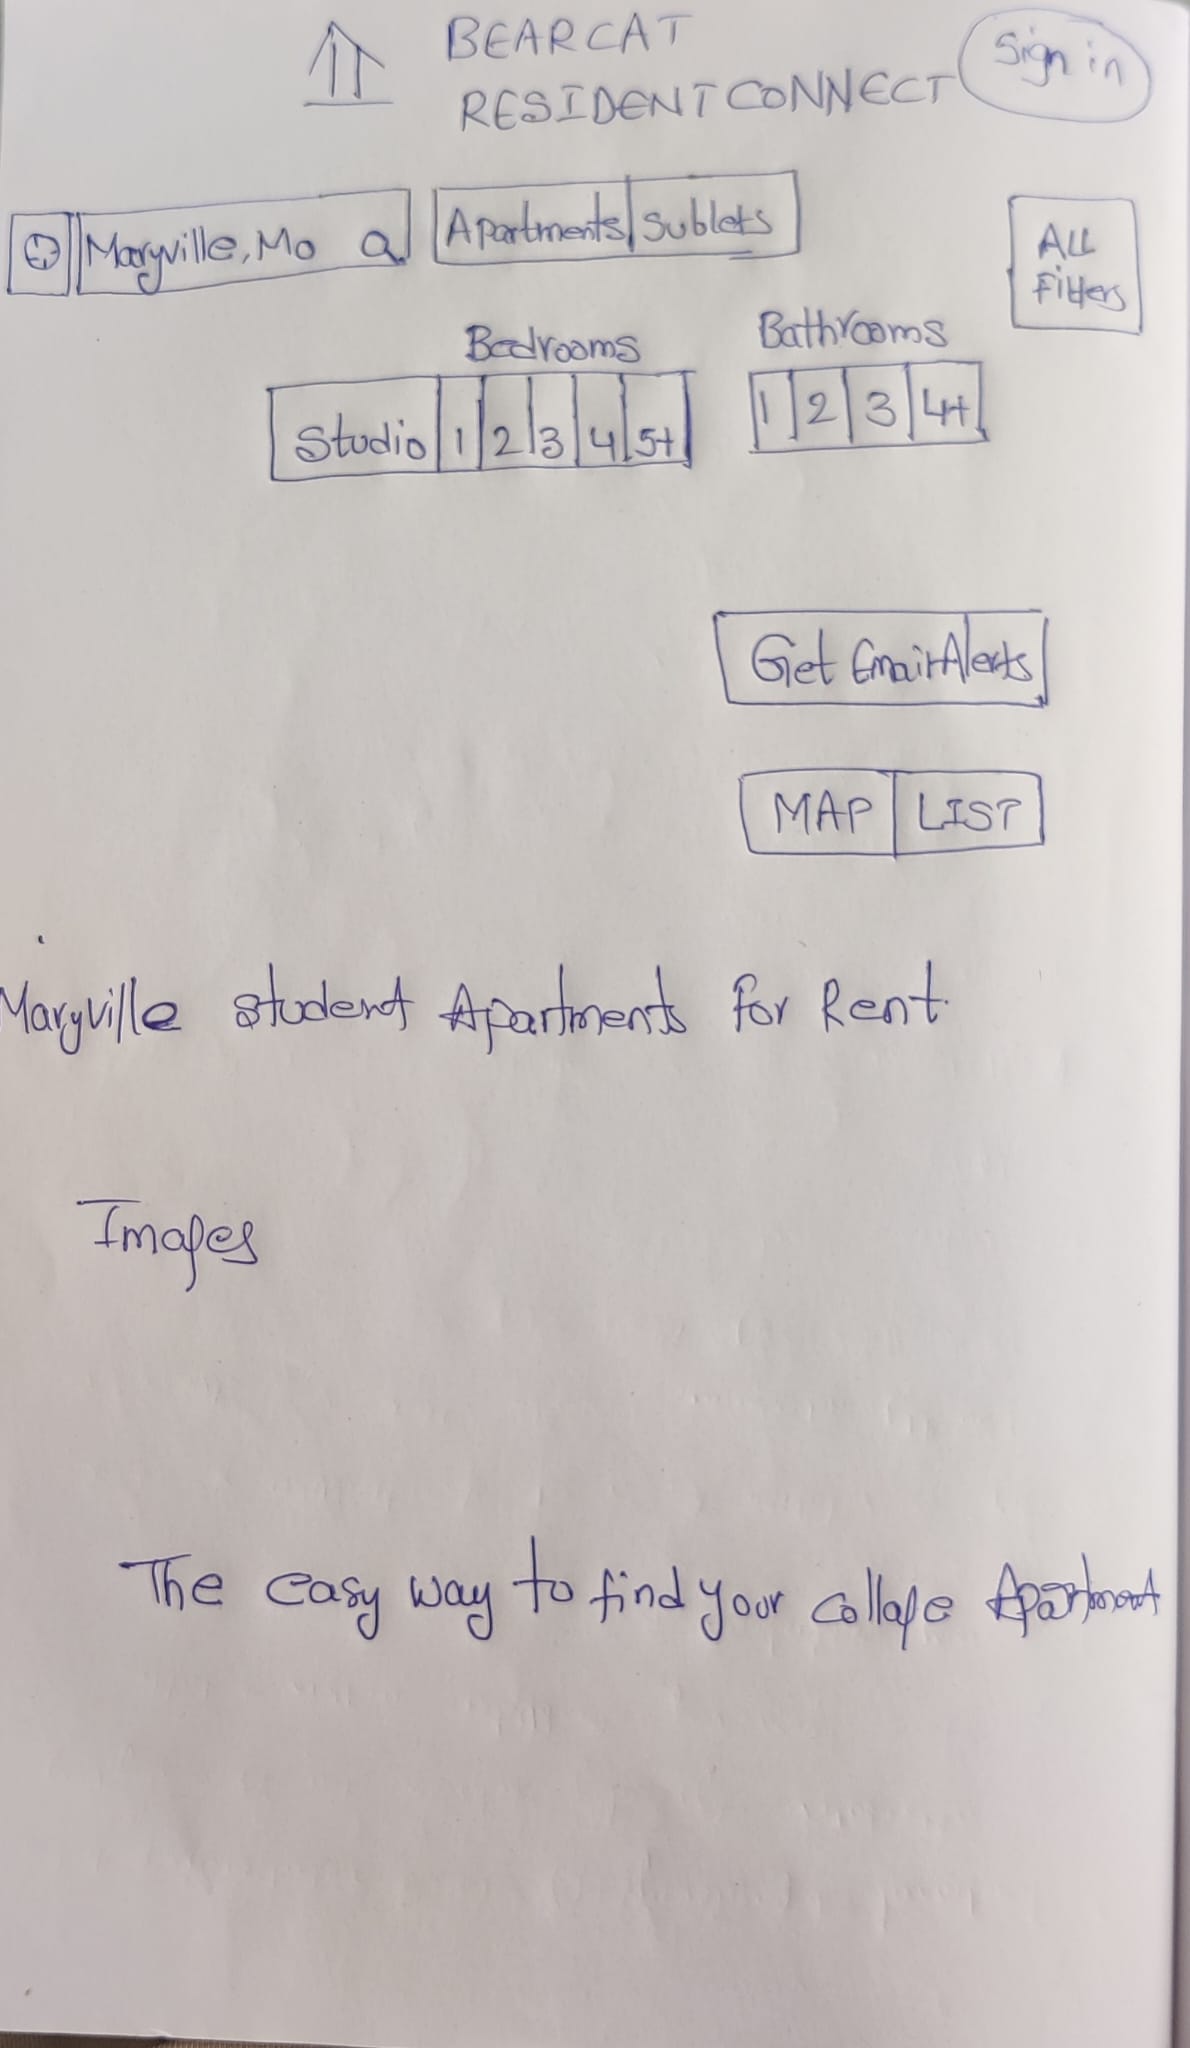 BEARCAT
RESIDENT CONNECT
Sign in
Maryville, Mo
Apartments Sublets
ALL
Filters
Bedrooms
Studio 1 2 3 4 5+
Bathrooms
1 2 3 4+
Get Email Alerts
MAP LIST
Maryville student Apartments for Rent.
Images
The easy way to find your collage Apartment